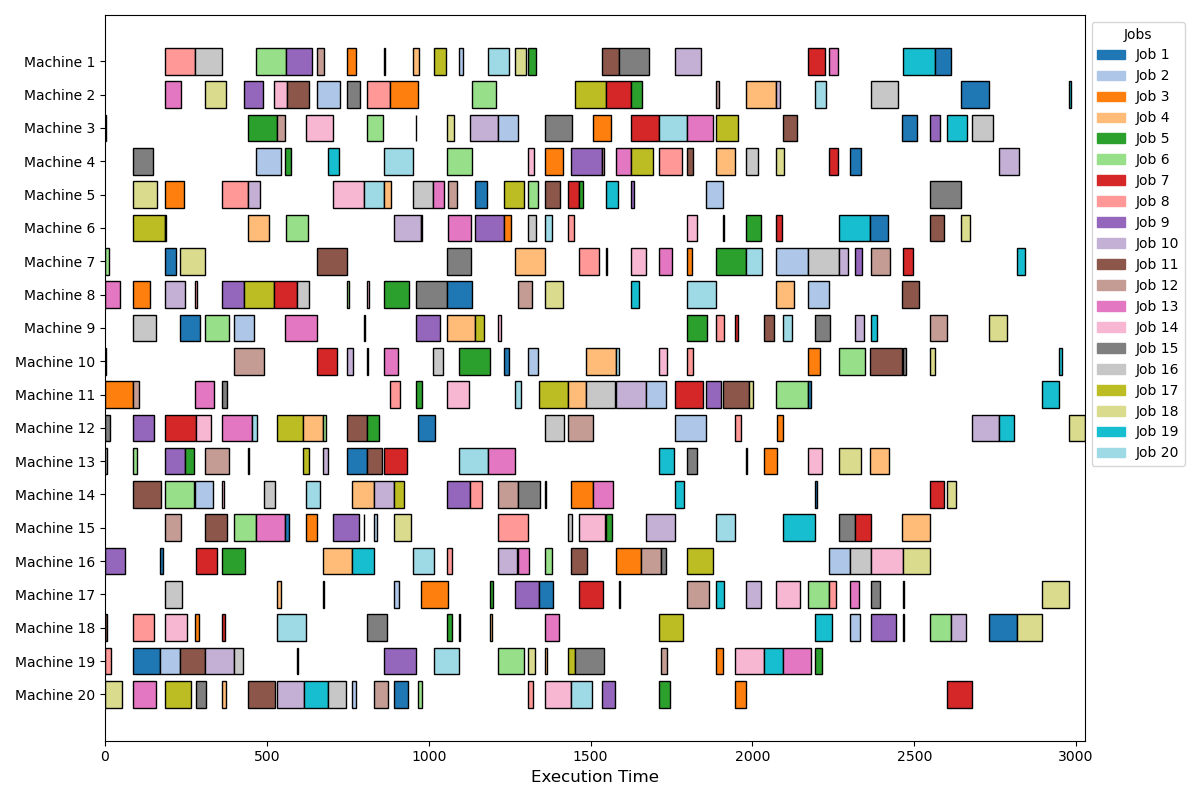 Machine 1
Machine 2
Machine 3
Machine 4
Machine 5
Machine 6
Machine 7
Machine 8
Machine 9
Machine 10
Machine 11
Machine 12
Machine 13
Machine 14
Machine 15
Machine 16
Machine 17
Machine 18
Machine 19
Machine 20
0 500 1000 1500 2000 2500 3000
Execution Time
Jobs
Job 1
Job 2
Job 3
Job 4
Job 5
Job 6
Job 7
Job 8
Job 9
Job 10
Job 11
Job 12
Job 13
Job 14
Job 15
Job 16
Job 17
Job 18
Job 19
Job 20